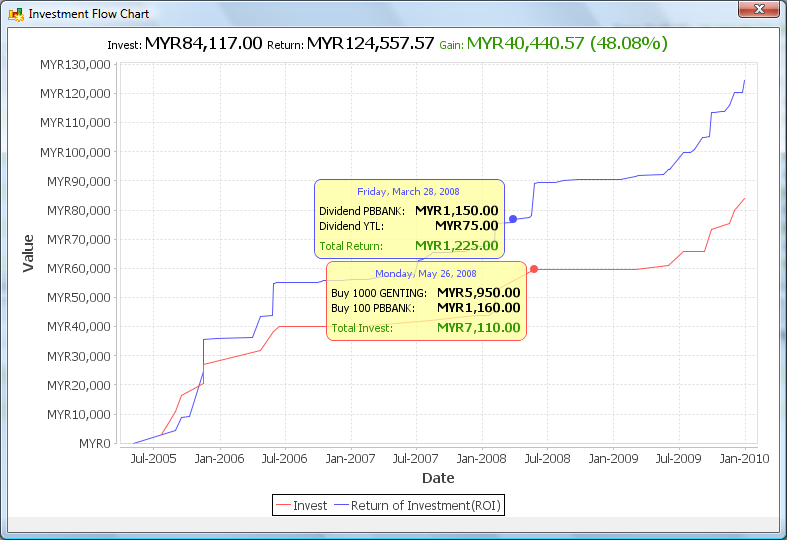 Investment Flow Chart
Invest: MYR84,117.00 Return: MYR124,557.57 Gain: MYR40,440.57 (48.08%)
MYR130,000
MYR120,000
MYR110,000
MYR100,000
MYR90,000
MYR80,000
MYR70,000
MYR60,000
MYR50,000
MYR40,000
MYR30,000
MYR20,000
MYR10,000
MYR0
Value
Friday, March 28, 2008
Dividend PBBANK: MYR1,150.00
Dividend YTL: MYR75.00
Total Return: MYR1,225.00
Monday, May 26, 2008
Buy 1000 GENTING: MYR5,950.00
Buy 100 PBBANK: MYR1,160.00
Total Invest: MYR7,110.00
Jul-2005 Jan-2006 Jul-2006 Jan-2007 Jul-2007 Jan-2008 Jul-2008 Jan-2009 Jul-2009 Jan-2010
Date
Invest Return of Investment(ROI)